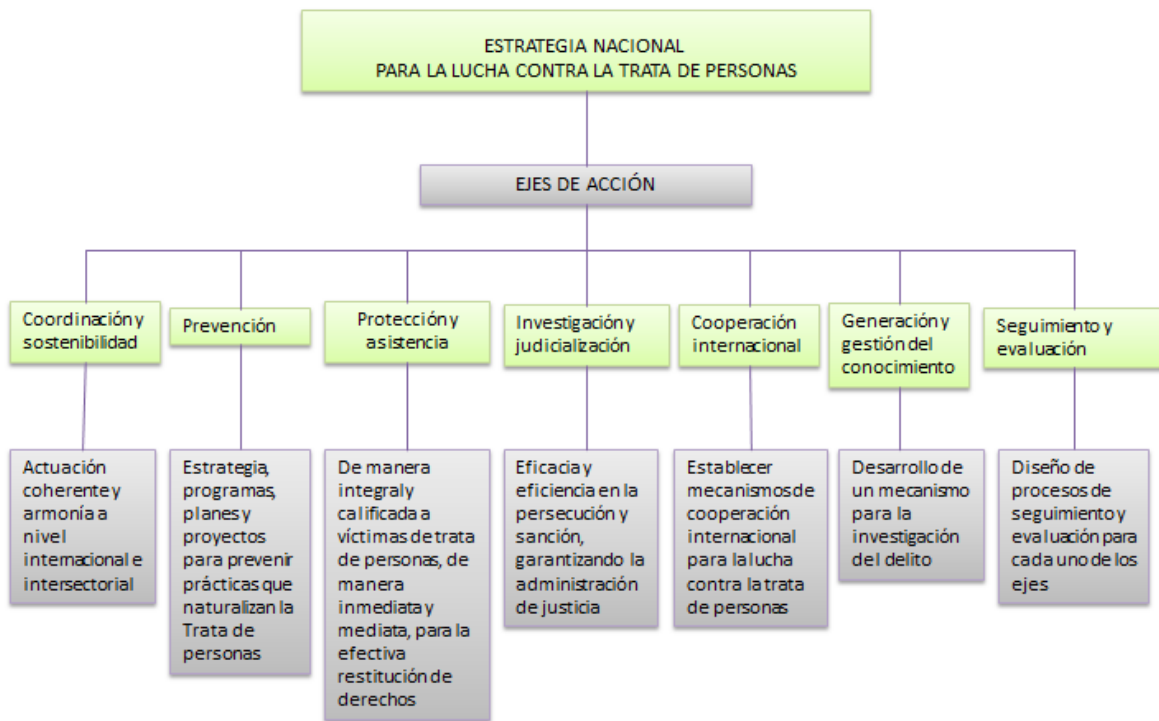 ESTRATEGIA NACIONAL
PARA LA LUCHA CONTRA LA TRATA DE PERSONAS
EJES DE ACCIÓN
Coordinación y
sostenibilidad
Prevención
Protección y
asistencia
Investigación y
judicialización
Cooperación
internacional
Generación y
gestión del
conocimiento
Seguimiento y
evaluación
Actuación
coherente y
armonía a
nivel
internacional e
intersectorial
Estrategia,
programas,
planes y
proyectos
para prevenir
prácticas que
naturalizan la
Trata de
personas
De manera
integral y
calificada a
víctimas de trata
de personas, de
manera
inmediata y
mediata, para la
efectiva
restitución de
derechos
Eficacia y
eficiencia en la
persecución y
sanción,
garantizando la
administración
de justicia
Establecer
mecanismos de
cooperación
internacional
para la lucha
contra la trata
de personas
Desarrollo de
un mecanismo
para la
investigación
del delito
Diseño de
procesos de
seguimiento y
evaluación para
cada uno de los
ejes